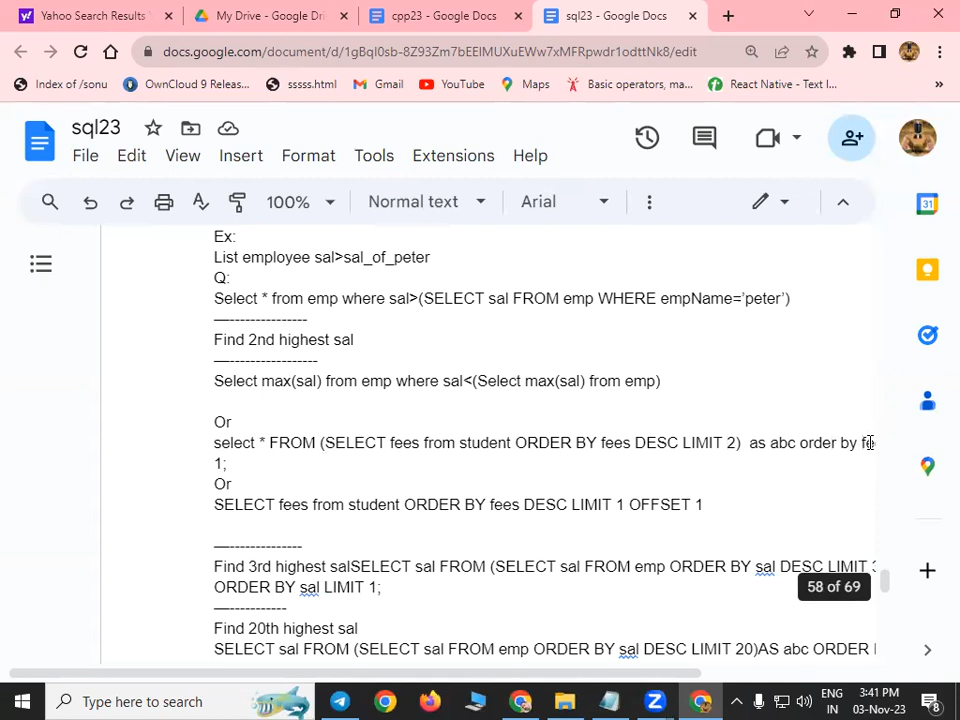 Yahoo Search Results
My Drive - Google Dri
cpp23 - Google Docs
sql23 - Google Docs
docs.google.com/document/d/1gBqI0sb-8Z93Zm7bEElMUXuEWw7xMFRpwdr1odttNk8/edit
Index of /sonu
OwnCloud 9 Releas...
sssss.html
Gmail
YouTube
Maps
Basic operators, ma...
React Native - Text I...
»
sql23
File Edit View Insert Format Tools Extensions Help
100% Normal text Arial
31
Ex:
List employee sal>sal_of_peter
Q:
Select * from emp where sal>(SELECT sal FROM emp WHERE empName='peter')
—----------------
Find 2nd highest sal
—------------------
Select max(sal) from emp where sal<(Select max(sal) from emp)
Or
select * FROM (SELECT fees from student ORDER BY fees DESC LIMIT 2)  as abc order by
1;
Or
SELECT fees from student ORDER BY fees DESC LIMIT 1 OFFSET 1
—---------------
Find 3rd highest salSELECT sal FROM (SELECT sal FROM emp ORDER BY sal DESC LIMIT 3
ORDER BY sal LIMIT 1;
58 of 69
—------------
Find 20th highest sal
SELECT sal FROM (SELECT sal FROM emp ORDER BY sal DESC LIMIT 20)AS abc ORDER
Type here to search
ENG
IN
3:41 PM
03-Nov-23
8